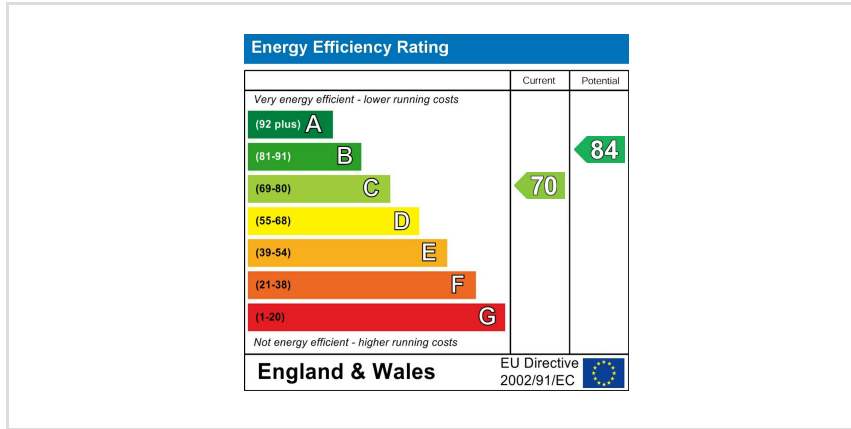 Energy Efficiency Rating
Current Potential
Very energy efficient - lower running costs
(92 plus) A
(81-91) B
84
(69-80) C
70
(55-68) D
(39-54) E
(21-38) F
(1-20) G
Not energy efficient - higher running costs
England & Wales
EU Directive
2002/91/EC